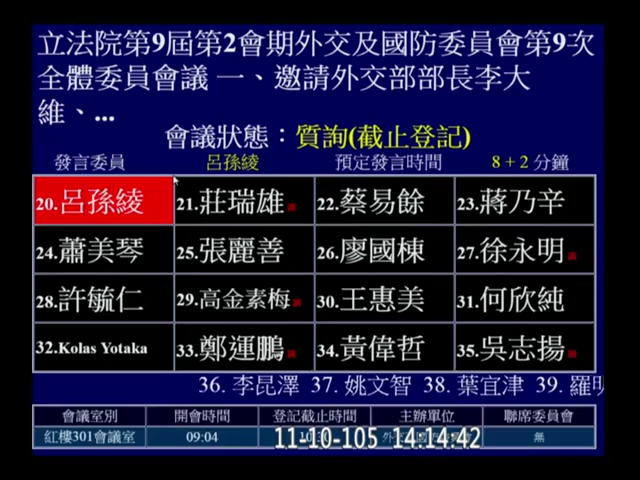 立法院第9屆第2會期外交及國防委員會第9次
全體委員會議 一、邀請外交部部長李大
維、...
會議狀態：質詢(截止登記)
發言委員 呂孫綾 預定發言時間 8 + 2 分鐘
20.呂孫綾 21.莊瑞雄 22.蔡易餘 23.蔣乃辛
24.蕭美琴 25.張麗善 26.廖國棟 27.徐永明
28.許毓仁 29.高金素梅 30.王惠美 31.何欣純
32.Kolas Yotaka 33.鄭運鵬 34.黃偉哲 35.吳志揚
36. 李昆澤 37. 姚文智 38. 葉宜津 39. 羅明
會議室別 開會時間 登記截止時間 主辦單位 聯席委員會
紅樓301會議室 09:04 無
11-10-105 14:14:42